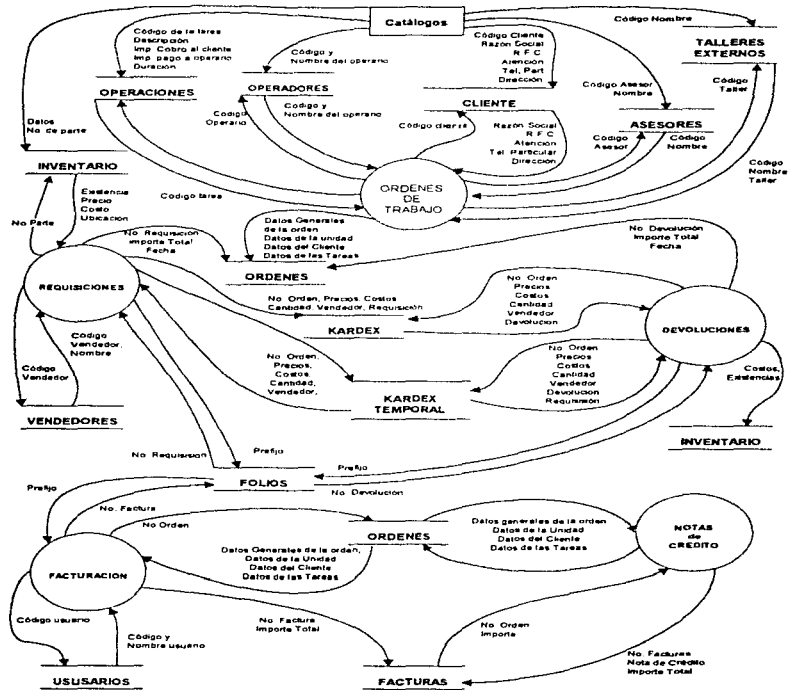 Catálogos
Código Nombre
TALLERES
EXTERNOS
Código de la tarea
Descripción
Imp. Cobro al cliente
Imp. pago a operario
Duración
Código y
Nombre del operario
Código Cliente
Razón Social
R F C
Atención
Tel. Part
Dirección
Código
Taller
OPERACIONES
OPERADORES
CLIENTE
Código Asesor
Nombre
ASESORES
Datos
No. de parte
Código
Operario
Código y
Nombre del operario
Código cliente
Razón Social
R F C
Atención
Tel. Particular
Dirección
Código
Asesor
Código
Nombre
INVENTARIO
ORDENES
DE
TRABAJO
Código
Nombre
Taller
Código tarea
No Parte
Existencia
Precio
Costo
Ubicación
No. Requisición
Importe Total
Fecha
Datos Generales
de la orden
Datos de la unidad
Datos del Cliente
Datos de las Tareas
No. Devolución
Importe Total
Fecha
ORDENES
REQUISICIONES
No. Orden, Precios, Costos
Cantidad, Vendedor, Requisición
No. Orden
Precios
Costos
Cantidad
Vendedor
Devolución
KARDEX
DEVOLUCIONES
Código
Vendedor,
Nombre
Código
Vendedor
No. Orden,
Precios,
Costos,
Cantidad,
Vendedor,
No. Orden
Precios
Costos
Cantidad
Vendedor
Devolucion
Requisisión
Costos,
Existencias
KARDEX
TEMPORAL
VENDEDORES
INVENTARIO
No. Requisision
Prefijo
Prefijo
FOLIOS
No. Devolución
Prefijo
No. Factura
No Orden
ORDENES
Datos generales de la orden
Datos de la Unidad
Datos del Cliente
Datos de las Tareas
NOTAS
de
CREDITO
Datos Generales de la orden,
Datos de la Unidad
Datos del Cliente
Datos de las Tareas
FACTURACION
Código usuario
Código y
Nombre usuario
No. Factura
Importe Total
No. Orden
Importe
No. Facturas
Nota de Crédito
Importe Total
USUSARIOS
FACTURAS